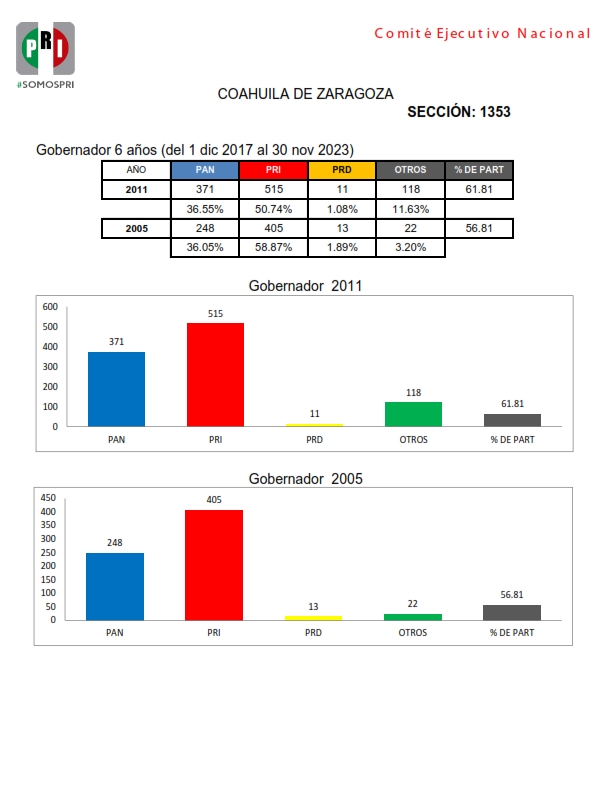 Comité Ejecutivo Nacional
PRI
#SOMOSPRI
COAHUILA DE ZARAGOZA
SECCIÓN: 1353
Gobernador 6 años (del 1 dic 2017 al 30 nov 2023)
AÑO PAN PRI PRD OTROS % DE PART
2011 371 515 11 118 61.81
36.55% 50.74% 1.08% 11.63%
2005 248 405 13 22 56.81
36.05% 58.87% 1.89% 3.20%
Gobernador 2011
600
500
400
300
200
100
0
371 515 11 118 61.81
PAN PRI PRD OTROS % DE PART
Gobernador 2005
450
400
350
300
250
200
150
100
50
0
248 405 13 22 56.81
PAN PRI PRD OTROS % DE PART